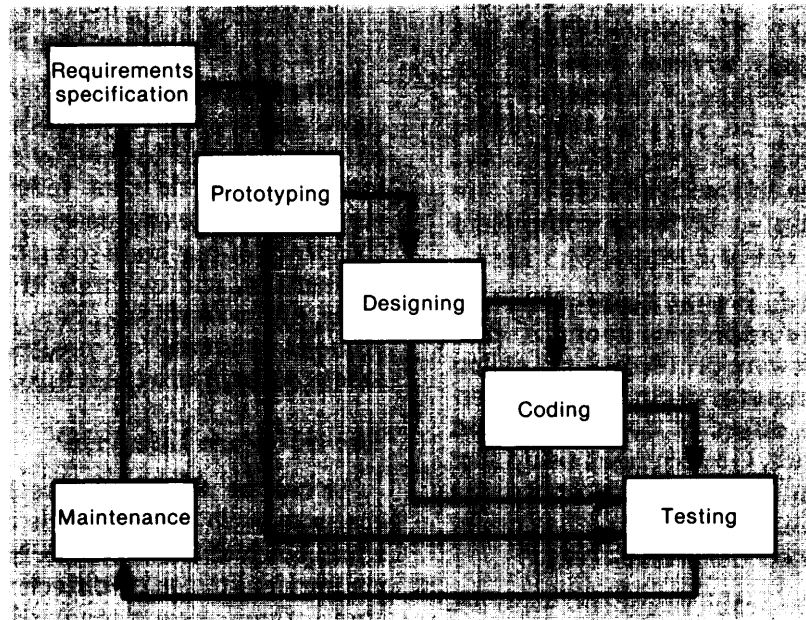 Requirements
specification
Prototyping
Designing
Coding
Maintenance
Testing